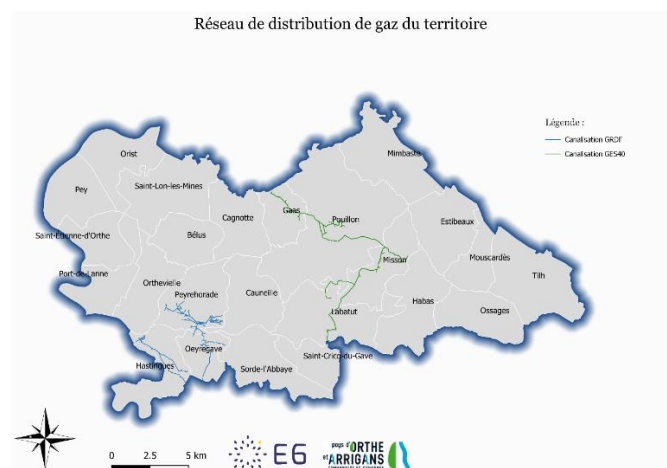 Réseau de distribution de gaz du territoire
Légende :
Canalisation GRDF
Canalisation GES40
Mimbaste
Orist
Pey
Saint-Lon-les-Mines
Gaas
Pouillon
Cagnotte
Estibeaux
Saint-Etienne-d'Orthe
Bélus
Mouscardès
Misson
Port-de-Lanne
Tilh
Orthevielle
Peyrehorade
Cauneille
Habas
Labatut
Ossages
Oeyregave
Saint-Cricq-du-Gave
Hastingues
Sorde-l'Abbaye
0 2.5 5 km
E6
pays d'ORTHE
et ARRIGANS